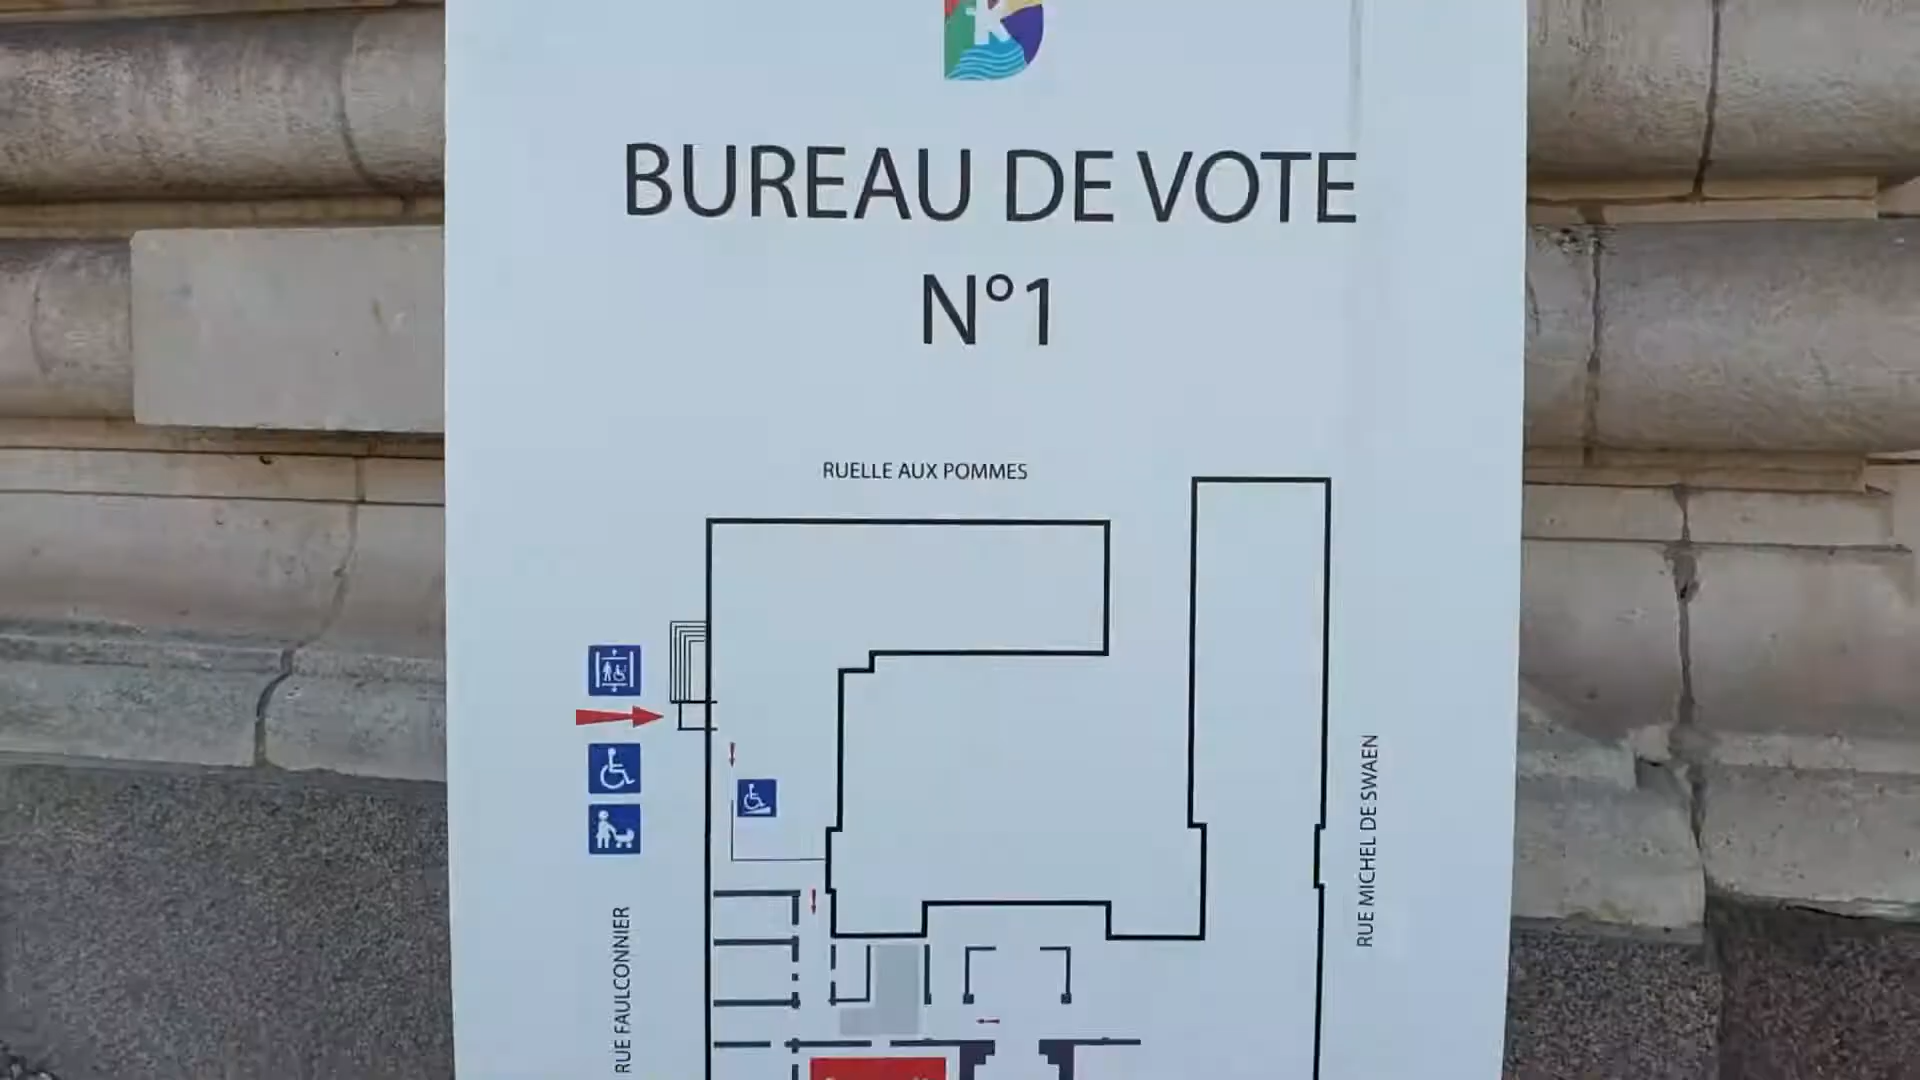 K
BUREAU DE VOTE
N°1
RUELLE AUX POMMES
RUE MICHEL DE SWAEN
RUE FAULCONNIER